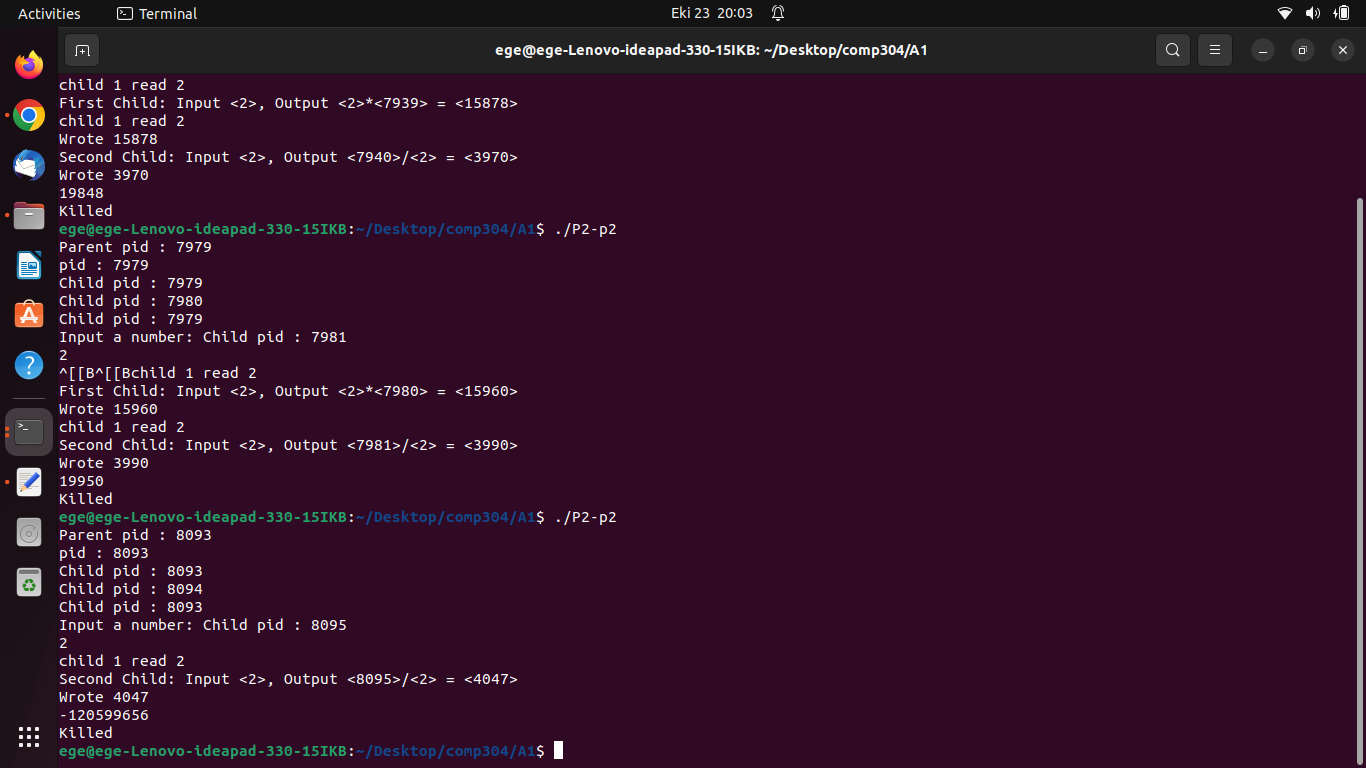 Activities
Terminal
Eki 23 20:03
ege@ege-Lenovo-ideapad-330-15IKB: ~/Desktop/comp304/A1
child 1 read 2
First Child: Input <2>, Output <2>*<7939> = <15878>
child 1 read 2
Wrote 15878
Second Child: Input <2>, Output <7940>/<2> = <3970>
Wrote 3970
19848
Killed
ege@ege-Lenovo-ideapad-330-15IKB:~/Desktop/comp304/A1$ ./P2-p2
Parent pid : 7979
pid : 7979
Child pid : 7979
Child pid : 7980
Child pid : 7979
Input a number: Child pid : 7981
2
^[[B^[[Bchild 1 read 2
First Child: Input <2>, Output <2>*<7980> = <15960>
Wrote 15960
child 1 read 2
Second Child: Input <2>, Output <7981>/<2> = <3990>
Wrote 3990
19950
Killed
ege@ege-Lenovo-ideapad-330-15IKB:~/Desktop/comp304/A1$ ./P2-p2
Parent pid : 8093
pid : 8093
Child pid : 8093
Child pid : 8094
Child pid : 8093
Input a number: Child pid : 8095
2
child 1 read 2
Second Child: Input <2>, Output <8095>/<2> = <4047>
Wrote 4047
-120599656
Killed
ege@ege-Lenovo-ideapad-330-15IKB:~/Desktop/comp304/A1$